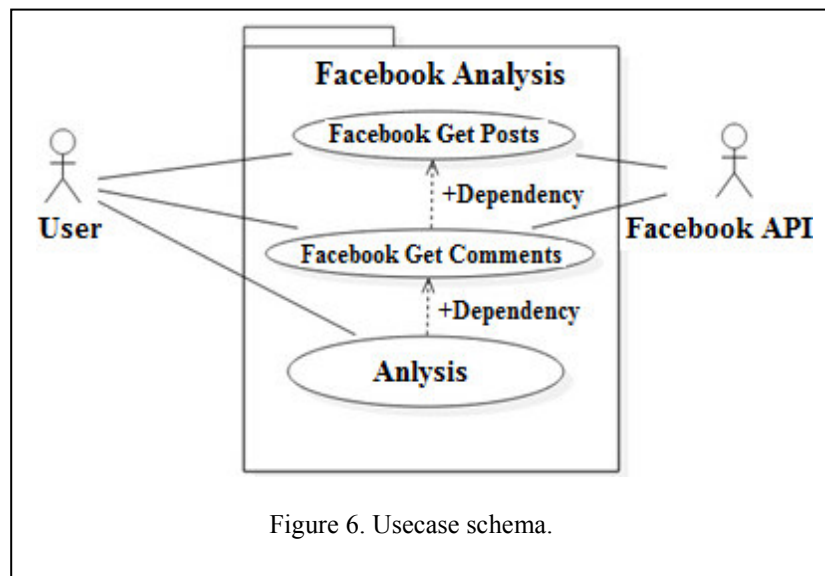 Facebook Analysis
Facebook Get Posts
+Dependency
User
Facebook API
Facebook Get Comments
+Dependency
Anlysis
Figure 6. Usecase schema.